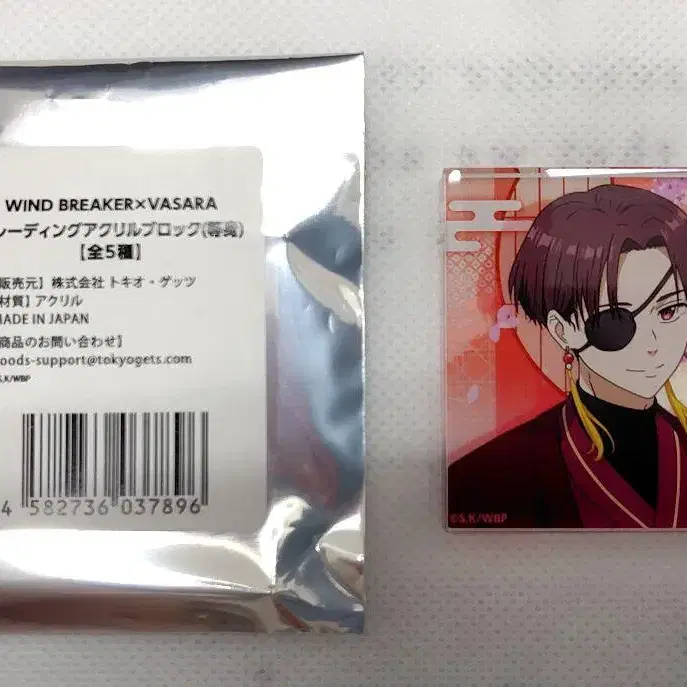 WIND BREAKER×VASARA
レーディングアクリルブロック(等身)
【全5種】
販売元】株式会社 トキオ・ゲッツ
材質】アクリル
MADE IN JAPAN
商品のお問い合わせ】
oods-support@tokyogets.com
S.K/WBP
4 582736 037896
©S.K/WBP